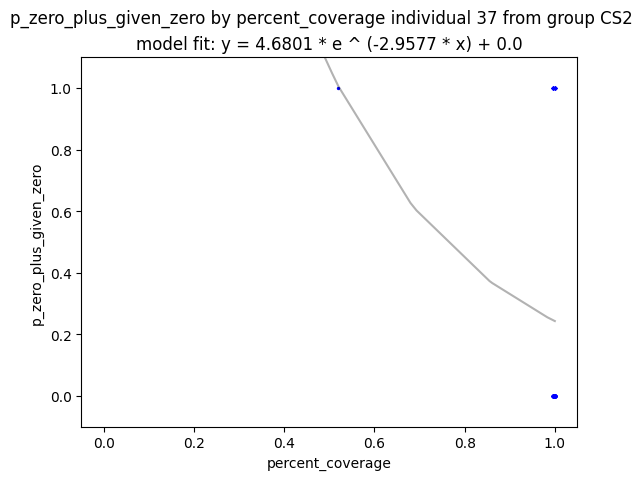 p_zero_plus_given_zero by percent_coverage individual 37 from group CS2
model fit: y = 4.6801 * e ^ (-2.9577 * x) + 0.0
1.0
0.8
0.6
0.4
0.2
0.0
p_zero_plus_given_zero
0.0 0.2 0.4 0.6 0.8 1.0
percent_coverage